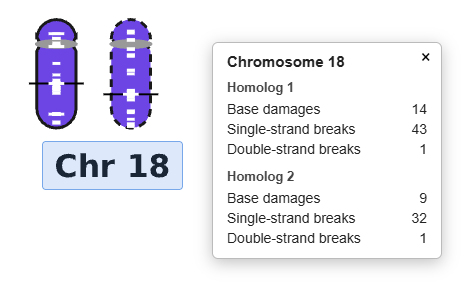 Chr 18
Chromosome 18 ×
Homolog 1
Base damages 14
Single-strand breaks 43
Double-strand breaks 1
Homolog 2
Base damages 9
Single-strand breaks 32
Double-strand breaks 1